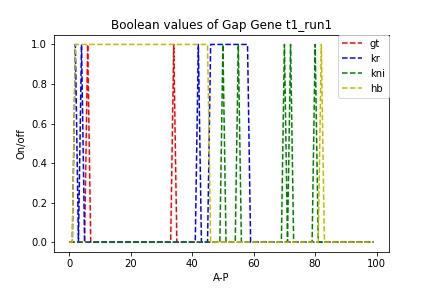 Boolean values of Gap Gene t1_run1
1.0
0.8
0.6
0.4
0.2
0.0
On/off
0 20 40 60 80 100
A-P
gt
kr
kni
hb